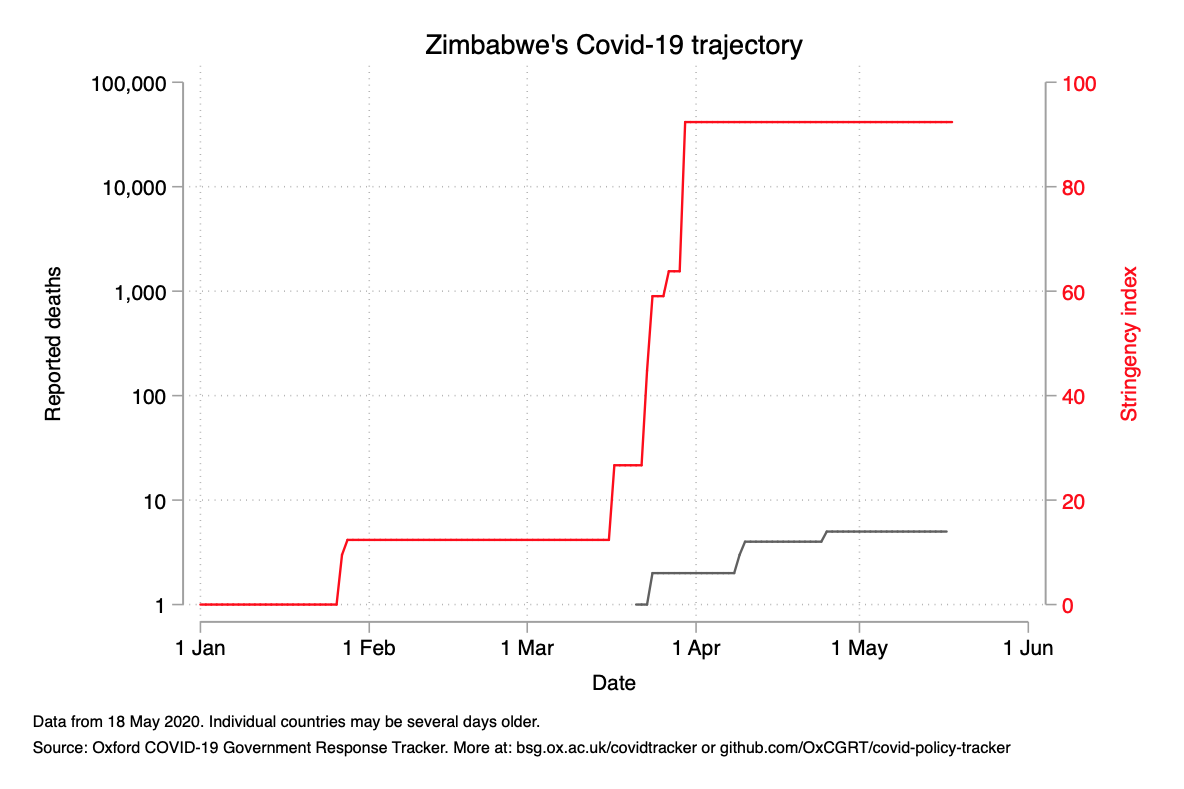 Zimbabwe's Covid-19 trajectory
100,000
10,000
1,000
100
10
1
Reported deaths
100
80
60
40
20
0
Stringency index
1 Jan
1 Feb
1 Mar
1 Apr
1 May
1 Jun
Date
Data from 18 May 2020. Individual countries may be several days older.
Source: Oxford COVID-19 Government Response Tracker. More at: bsg.ox.ac.uk/covidtracker or github.com/OxCGRT/covid-policy-tracker